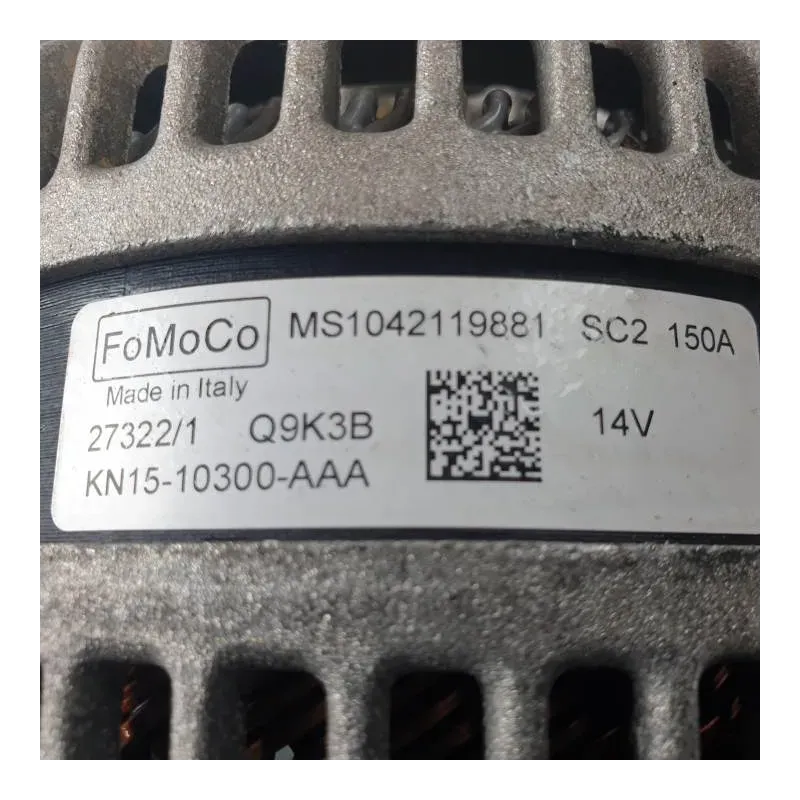 FoMoCo MS1042119881 SC2 150A
Made in Italy
27322/1 Q9K3B 14V
KN15-10300-AAA